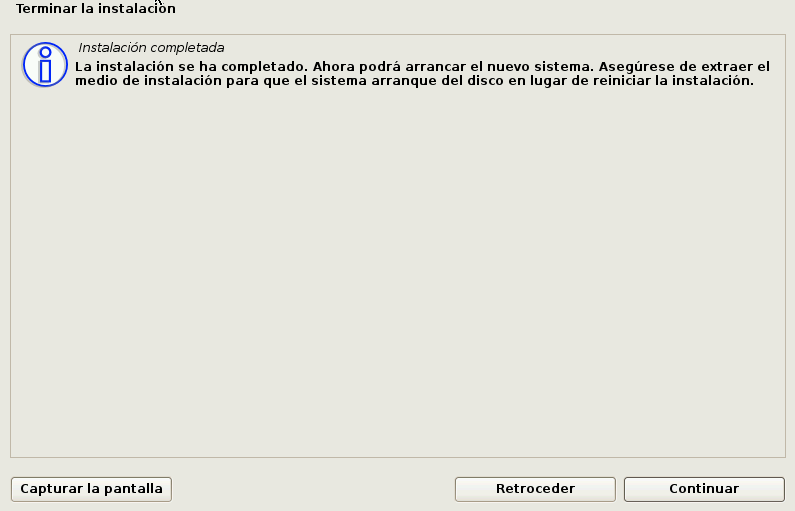 Terminar la instalación
Instalación completada
La instalación se ha completado. Ahora podrá arrancar el nuevo sistema. Asegúrese de extraer el
medio de instalación para que el sistema arranque del disco en lugar de reiniciar la instalación.
Capturar la pantalla
Retroceder
Continuar